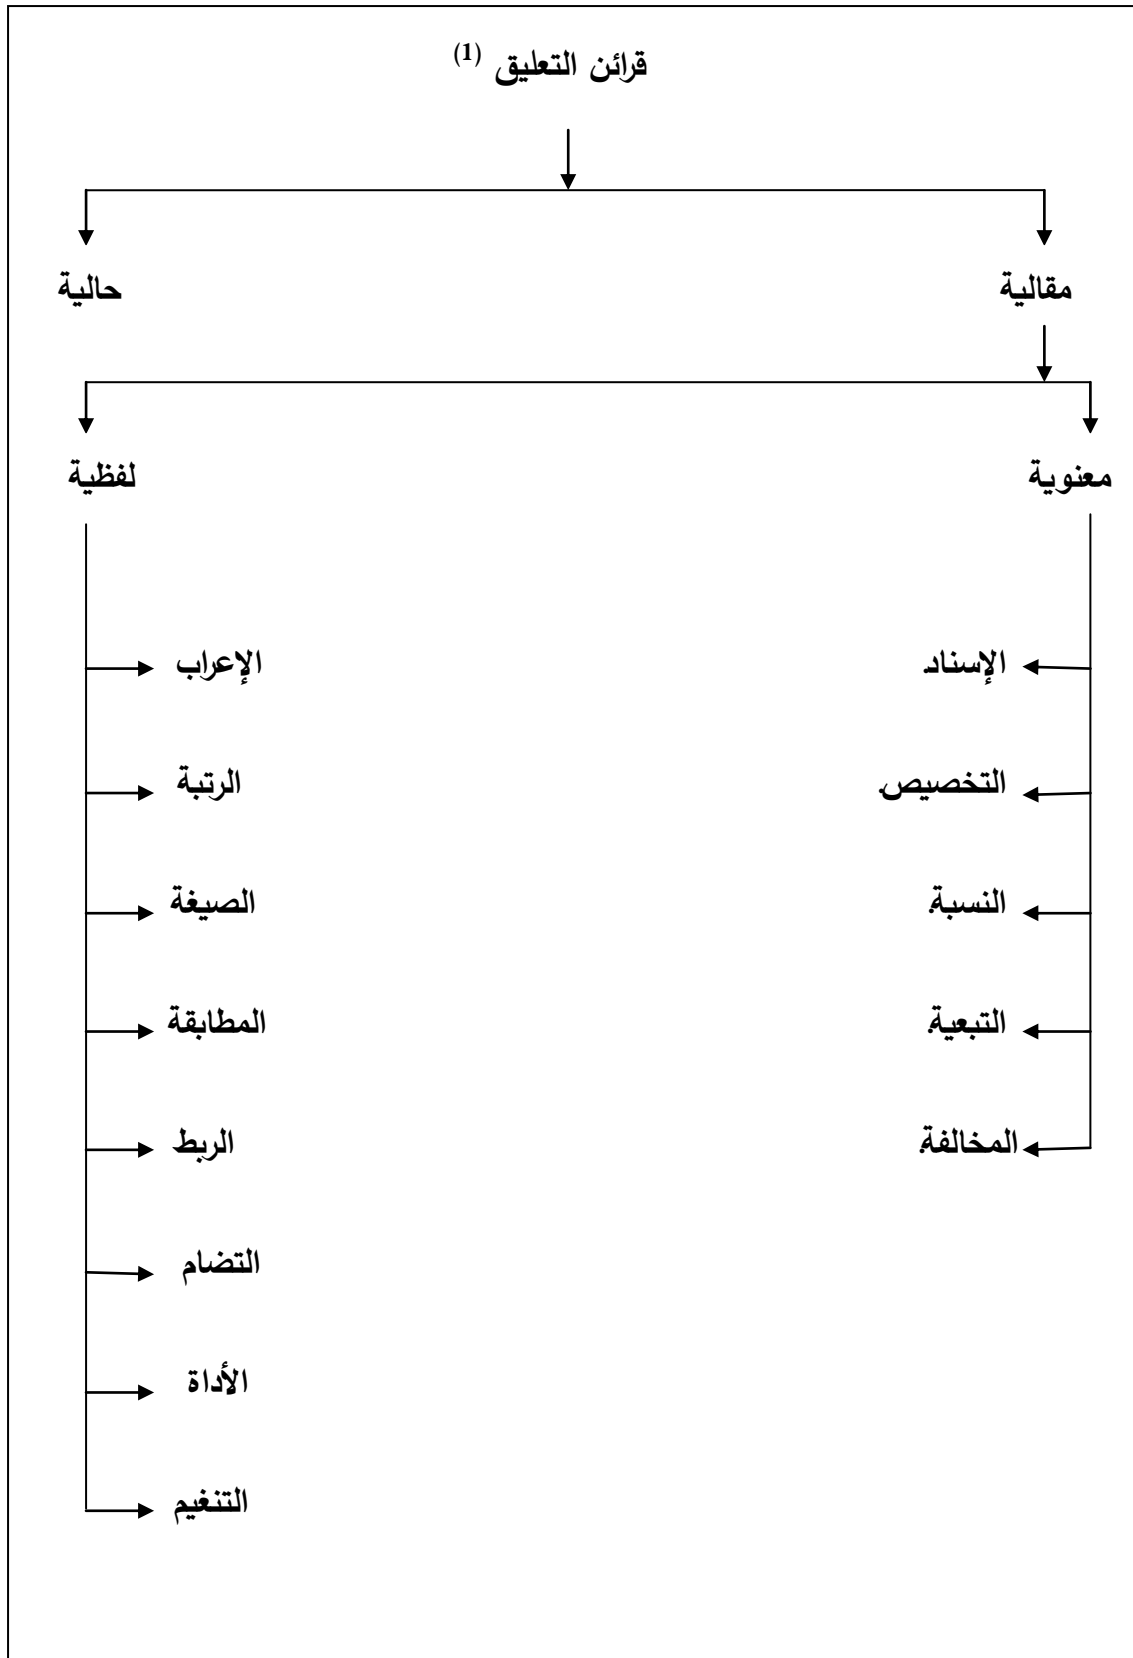 قرائن التعليق (1)
مقالية حالية
معنوية لفظية
الإسناد. الإعراب
التخصيص. الرتبة
النسبة. الصيغة
التبعية. المطابقة
المخالفة. الربط
التضام
الأداة
التنغيم